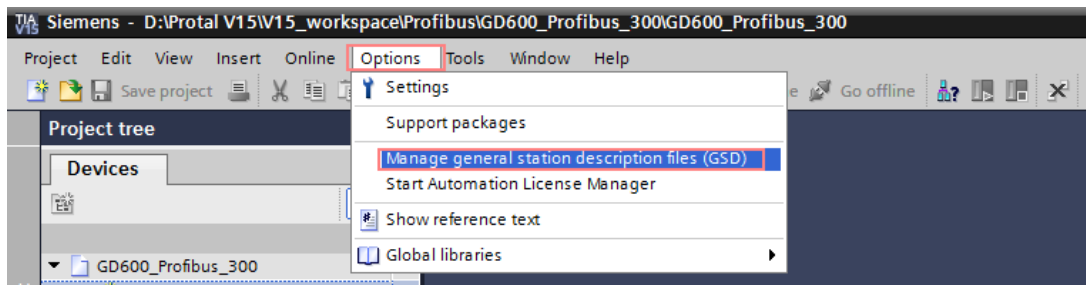 TIA V15 Siemens - D:\Protal V15\V15_workspace\Profibus\GD600_Profibus_300\GD600_Profibus_300
Project Edit View Insert Online Options Tools Window Help
Save project Go offline
Settings
Support packages
Manage general station description files (GSD)
Start Automation License Manager
Show reference text
Global libraries
Project tree
Devices
GD600_Profibus_300